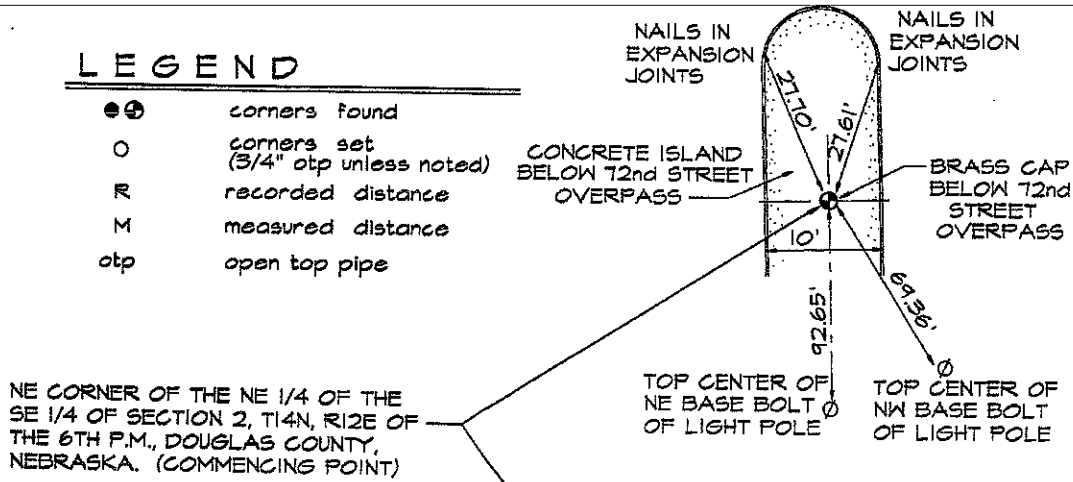 LEGEND
corners found
corners set
(3/4" otp unless noted)
R recorded distance
M measured distance
otp open top pipe
NAILS IN
EXPANSION
JOINTS
NAILS IN
EXPANSION
JOINTS
27.70'
27.61'
CONCRETE ISLAND
BELOW 72nd STREET
OVERPASS
BRASS CAP
BELOW 72nd
STREET
OVERPASS
10'
92.65'
69.36'
TOP CENTER OF
NE BASE BOLT
OF LIGHT POLE
TOP CENTER OF
NW BASE BOLT
OF LIGHT POLE
NE CORNER OF THE NE 1/4 OF THE
SE 1/4 OF SECTION 2, T14N, R12E OF
THE 6TH P.M., DOUGLAS COUNTY,
NEBRASKA. (COMMENCING POINT)